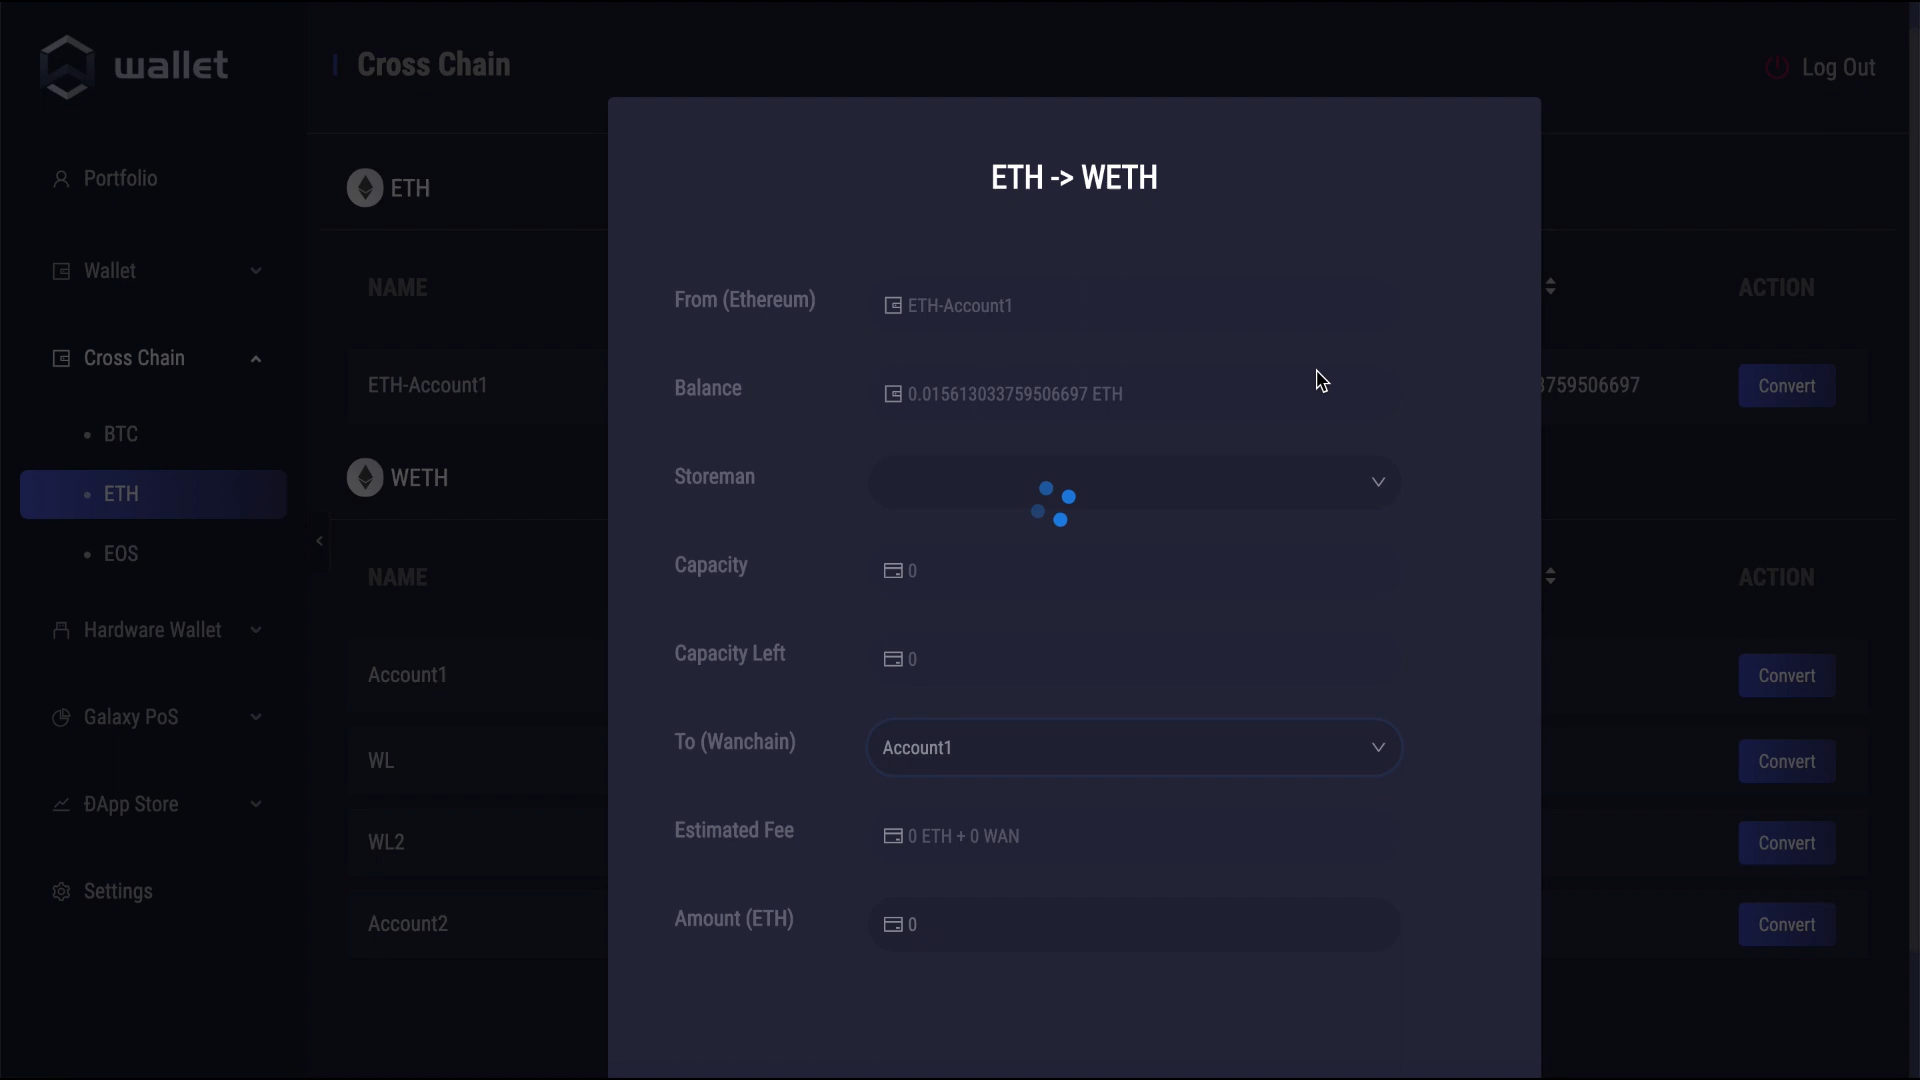 wallet
Cross Chain
Log Out
Portfolio
Wallet
Cross Chain
BTC
ETH
EOS
Hardware Wallet
Galaxy PoS
ÐApp Store
Settings
ETH
NAME
ACTION
ETH-Account1
3759506697
Convert
WETH
NAME
ACTION
Account1
Convert
WL
Convert
WL2
Convert
Account2
Convert
ETH -> WETH
From (Ethereum)
ETH-Account1
Balance
0.015613033759506697 ETH
Storeman
Capacity
0
Capacity Left
0
To (Wanchain)
Account1
Estimated Fee
0 ETH + 0 WAN
Amount (ETH)
0